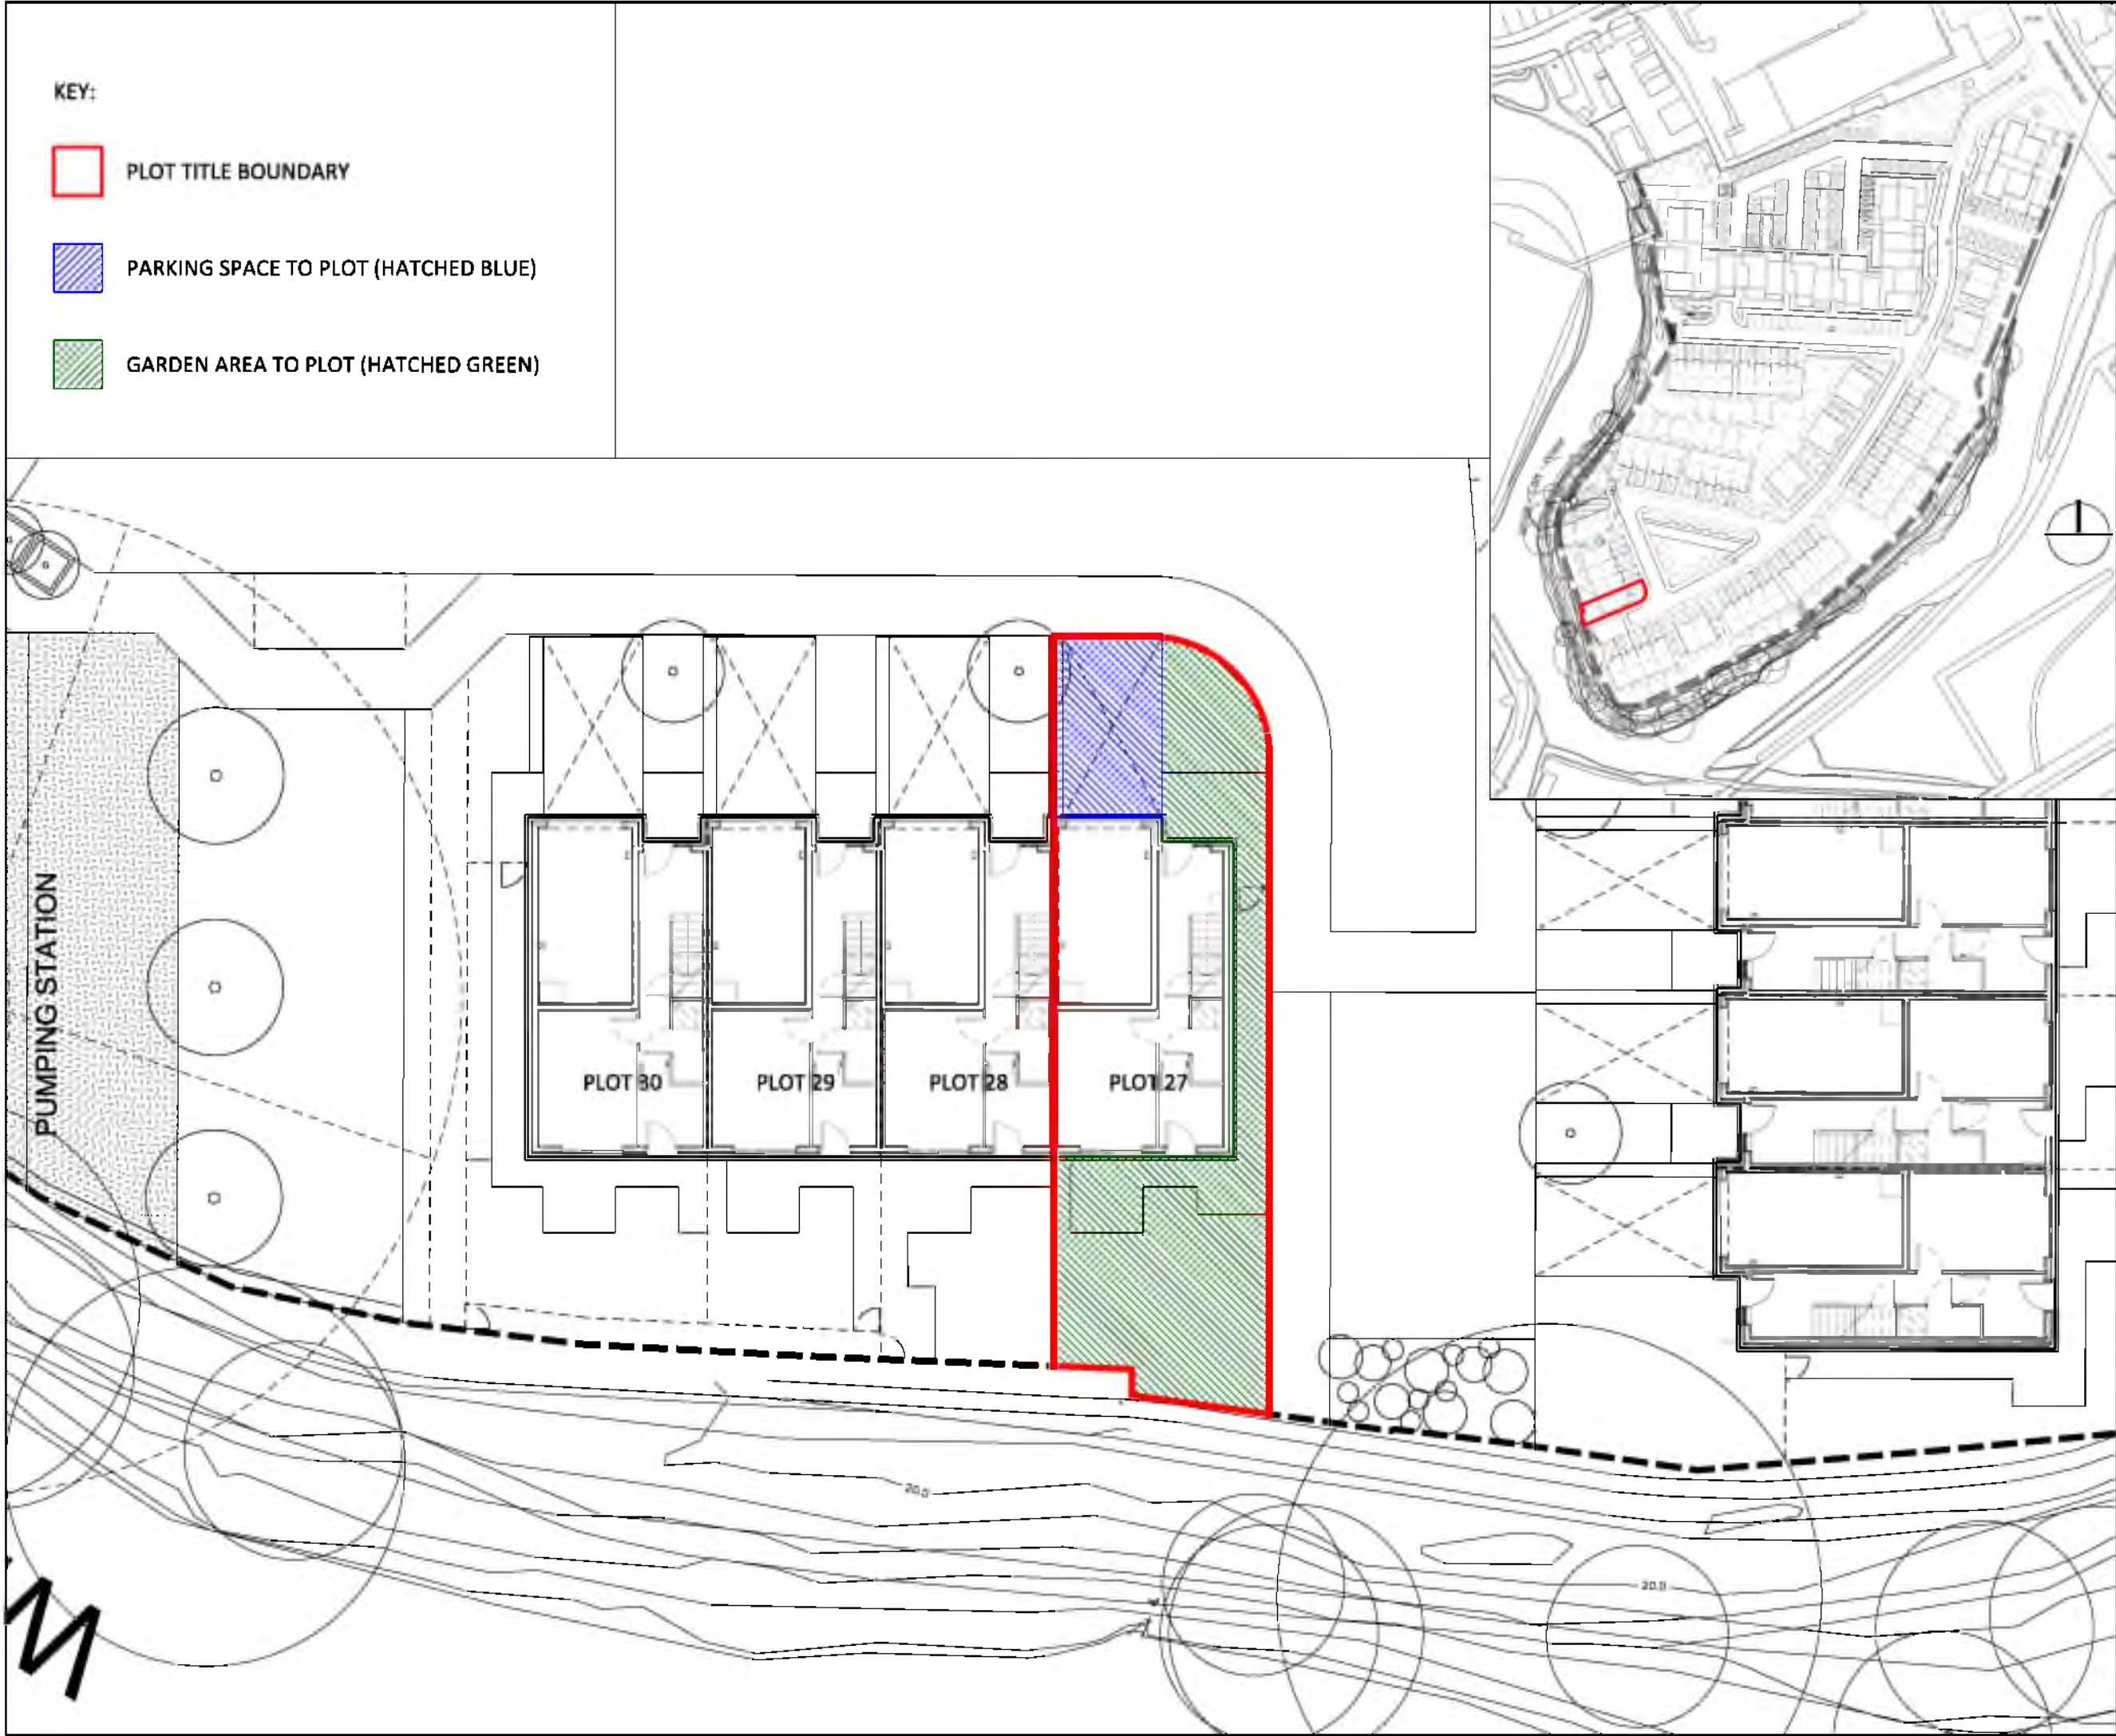 KEY:
PLOT TITLE BOUNDARY
PARKING SPACE TO PLOT (HATCHED BLUE)
GARDEN AREA TO PLOT (HATCHED GREEN)
PUMPING STATION
PLOT 30
PLOT 29
PLOT 28
PLOT 27
20.0
20.0
M